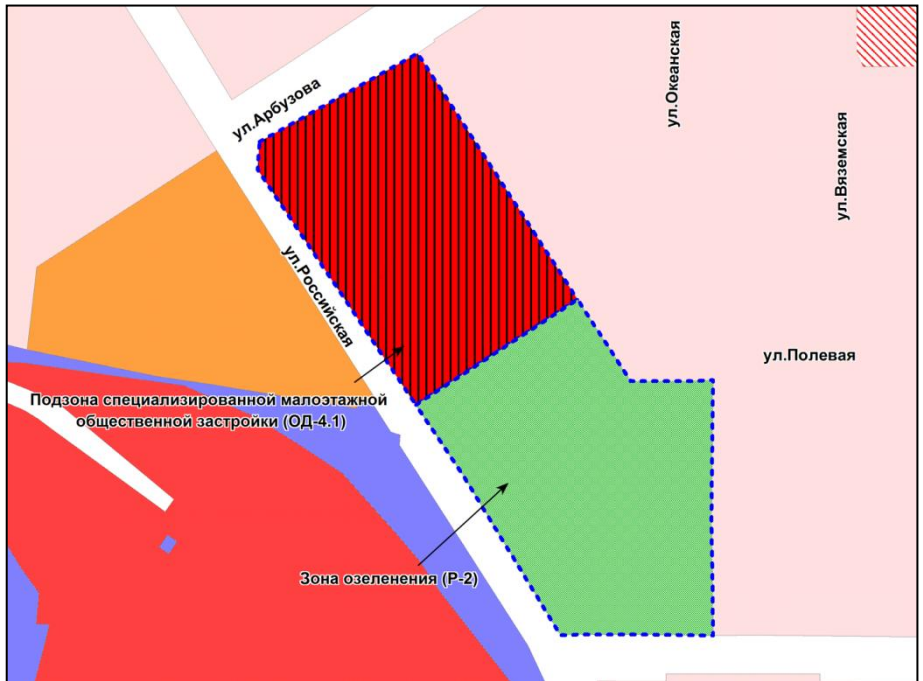 ул.Океанская
ул.Арбузова
ул.Вяземская
ул.Российская
ул.Полевая
Подзона специализированной малоэтажной
общественной застройки (ОД-4.1)
Зона озеленения (Р-2)